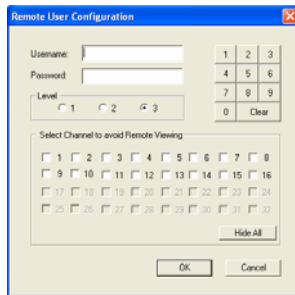 Remote User Configuration
Username:
1 2 3
Password:
4 5 6
7 8 9
Level
1 2 3
0 Clear
Select Channel to avoid Remote Viewing
1 2 3 4 5 6 7 8
9 10 11 12 13 14 15 16
17 18 19 20 21 22 23 24
25 26 27 28 29 30 31 32
Hide All
OK Cancel